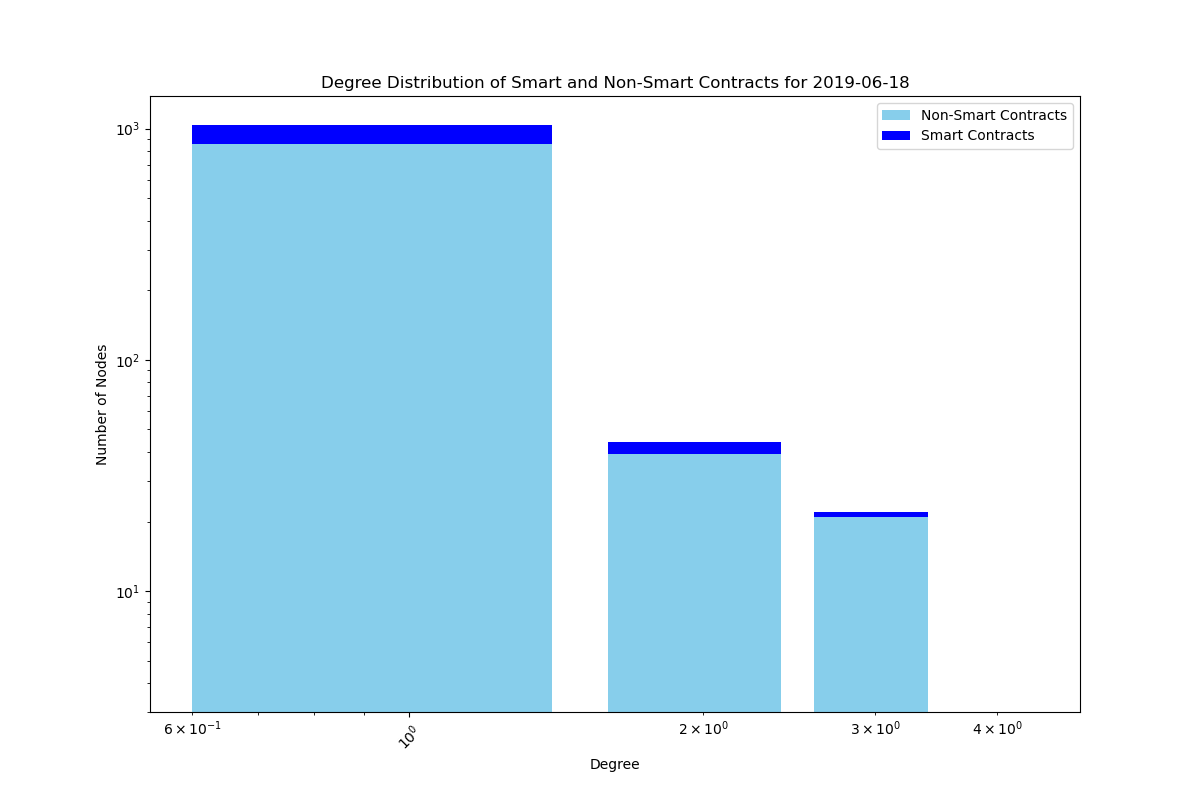 Degree Distribution of Smart and Non-Smart Contracts for 2019-06-18
Non-Smart Contracts
Smart Contracts
Number of Nodes
10³
10²
10¹
6 × 10⁻¹
10⁰
2 × 10⁰
3 × 10⁰
4 × 10⁰
Degree